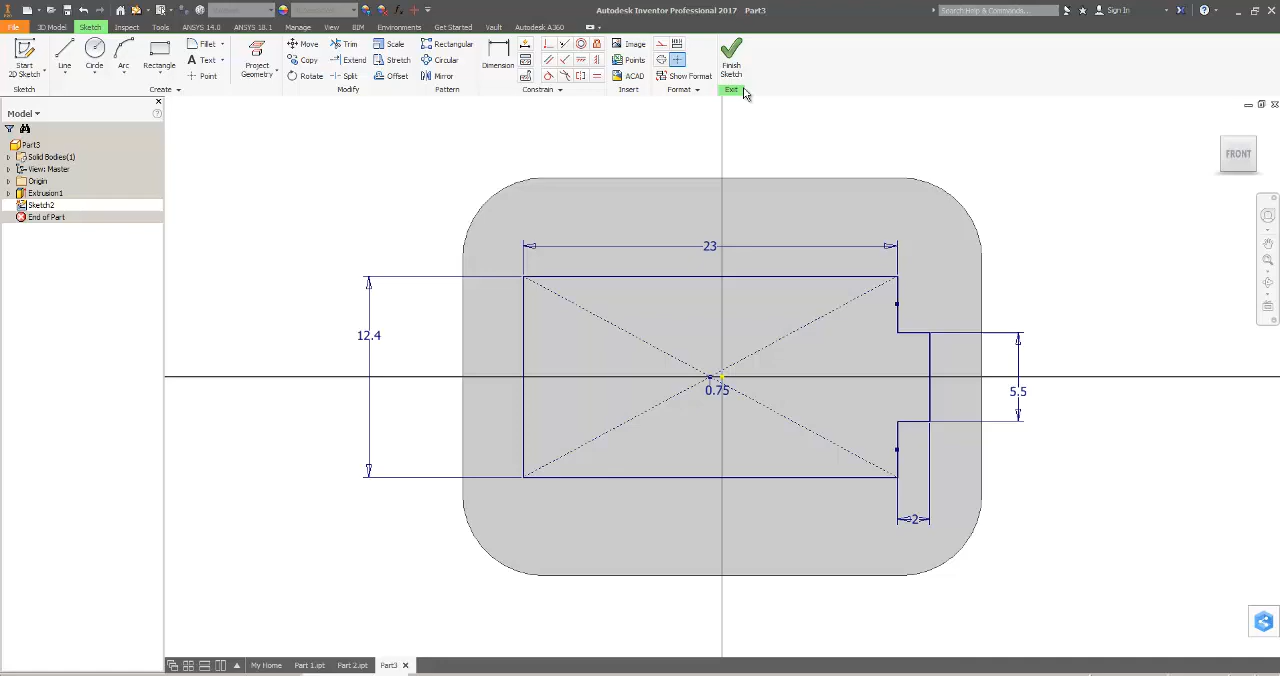 Autodesk Inventor Professional 2017 Part3
Search Help & Commands...
Sign In
File 3D Model Sketch Inspect Tools ANSYS 14.0 ANSYS 18.1 Manage View BIM Environments Get Started Vault Autodesk A360
Start
2D Sketch
Line
Circle
Arc
Rectangle
Fillet
Text
Point
Project
Geometry
Move
Copy
Rotate
Trim
Extend
Split
Scale
Stretch
Offset
Rectangular
Circular
Mirror
Dimension
Image
Points
ACAD
Show Format
Finish
Sketch
Sketch Create Modify Pattern Constrain Insert Format Exit
Model
Part3
Solid Bodies(1)
View: Master
Origin
Extrusion1
Sketch2
End of Part
FRONT
23
12.4
0.75
5.5
2
My Home Part 1.ipt Part 2.ipt Part3